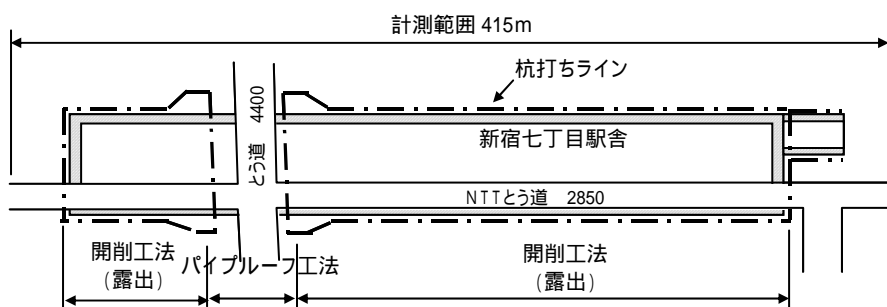 計測範囲 415m
杭打ちライン
とう道 4400
新宿七丁目駅舎
NTTとう道 2850
開削工法
(露出)
パイプルーフ工法
開削工法
(露出)